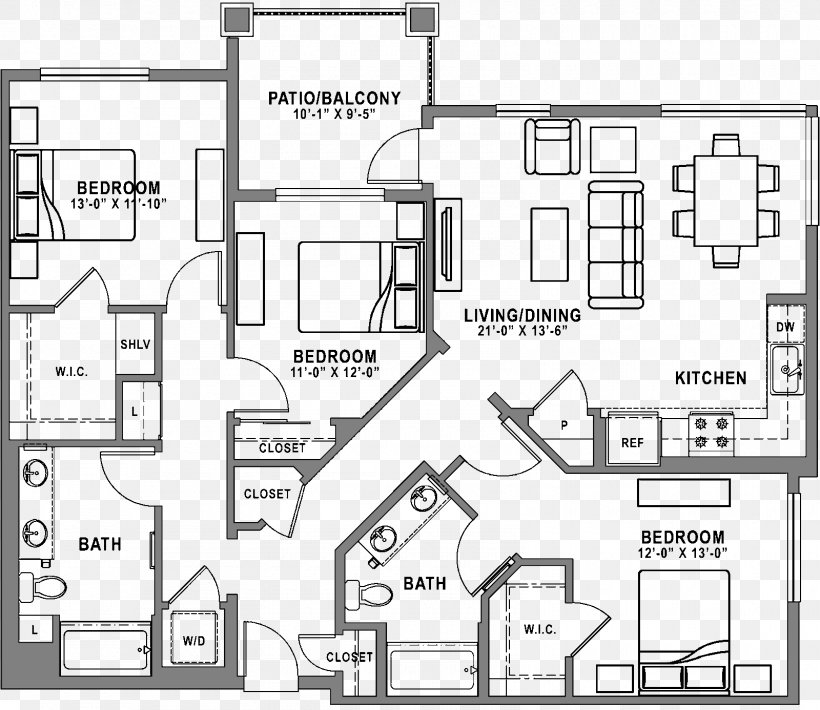 PATIO/BALCONY
10'-1" X 9'-5"
BEDROOM
13'-0" X 11'-10"
LIVING/DINING
21'-0" X 13'-6"
DW
SHLV
BEDROOM
11'-0" X 12'-0"
W.I.C.
KITCHEN
L
P
REF
CLOSET
CLOSET
BATH
BEDROOM
12'-0" X 13'-0"
BATH
L
W/D
W.I.C.
CLOSET